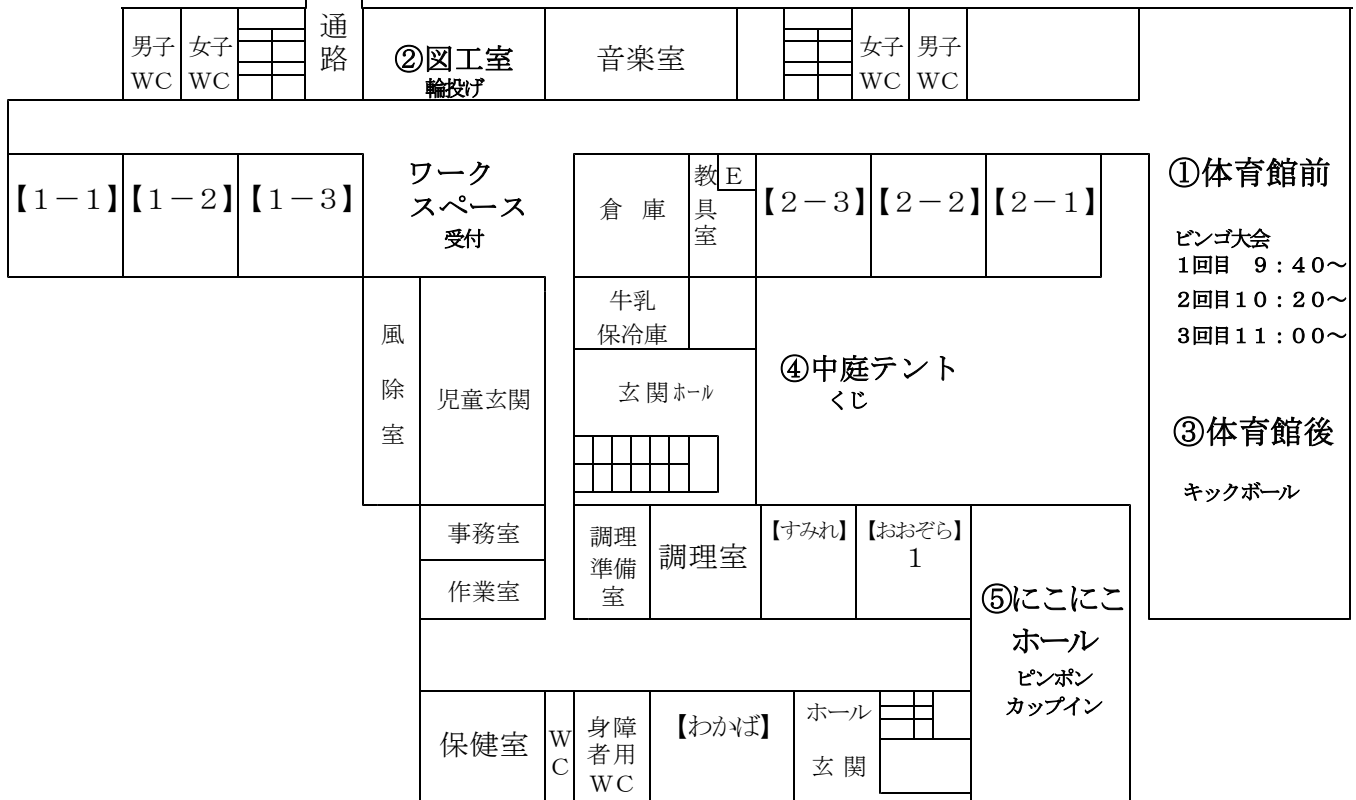 男子
WC
女子
WC
通
路
②図工室
輪投げ
音楽室
女子
WC
男子
WC
【1－1】
【1－2】
【1－3】
ワーク
スペース
受付
倉 庫
教
具
室
E
【2－3】
【2－2】
【2－1】
①体育館前
ビンゴ大会
1回目 9：40～
2回目10：20～
3回目11：00～
風
除
室
児童玄関
牛乳
保冷庫
玄関ホール
④中庭テント
くじ
③体育館後
キックボール
事務室
作業室
調理
準備
室
調理室
【すみれ】
【おおぞら】
1
⑤にこにこ
ホール
ピンポン
カップイン
保健室
W
C
身障
者用
WC
【わかば】
ホール
玄 関